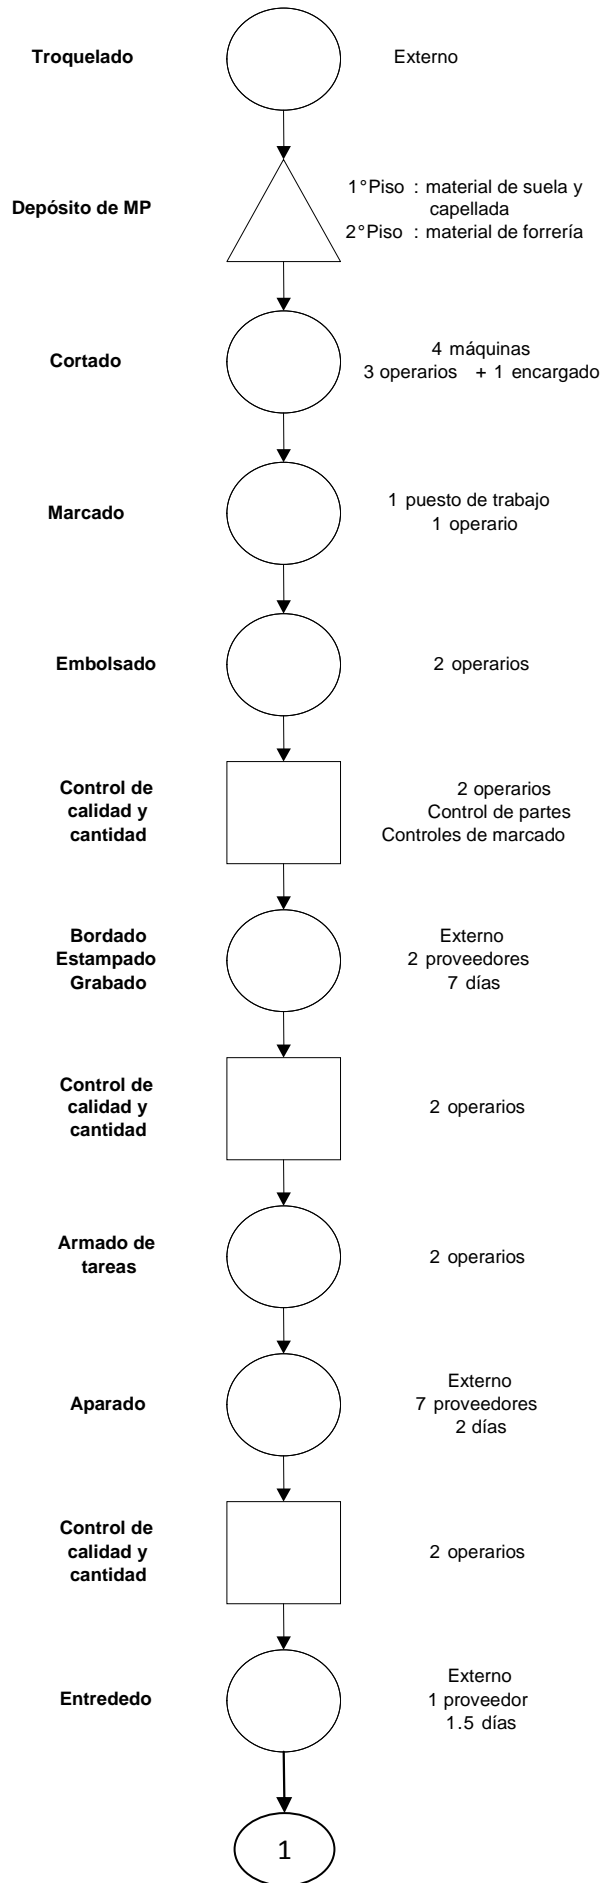 Troquelado
Externo
Depósito de MP
1°Piso : material de suela y
capellada
2°Piso : material de forrería
Cortado
4 máquinas
3 operarios + 1 encargado
Marcado
1 puesto de trabajo
1 operario
Embolsado
2 operarios
Control de
calidad y
cantidad
2 operarios
Control de partes
Controles de marcado
Bordado
Estampado
Grabado
Externo
2 proveedores
7 días
Control de
calidad y
cantidad
2 operarios
Armado de
tareas
2 operarios
Aparado
Externo
7 proveedores
2 días
Control de
calidad y
cantidad
2 operarios
Entrededo
Externo
1 proveedor
1.5 días
1